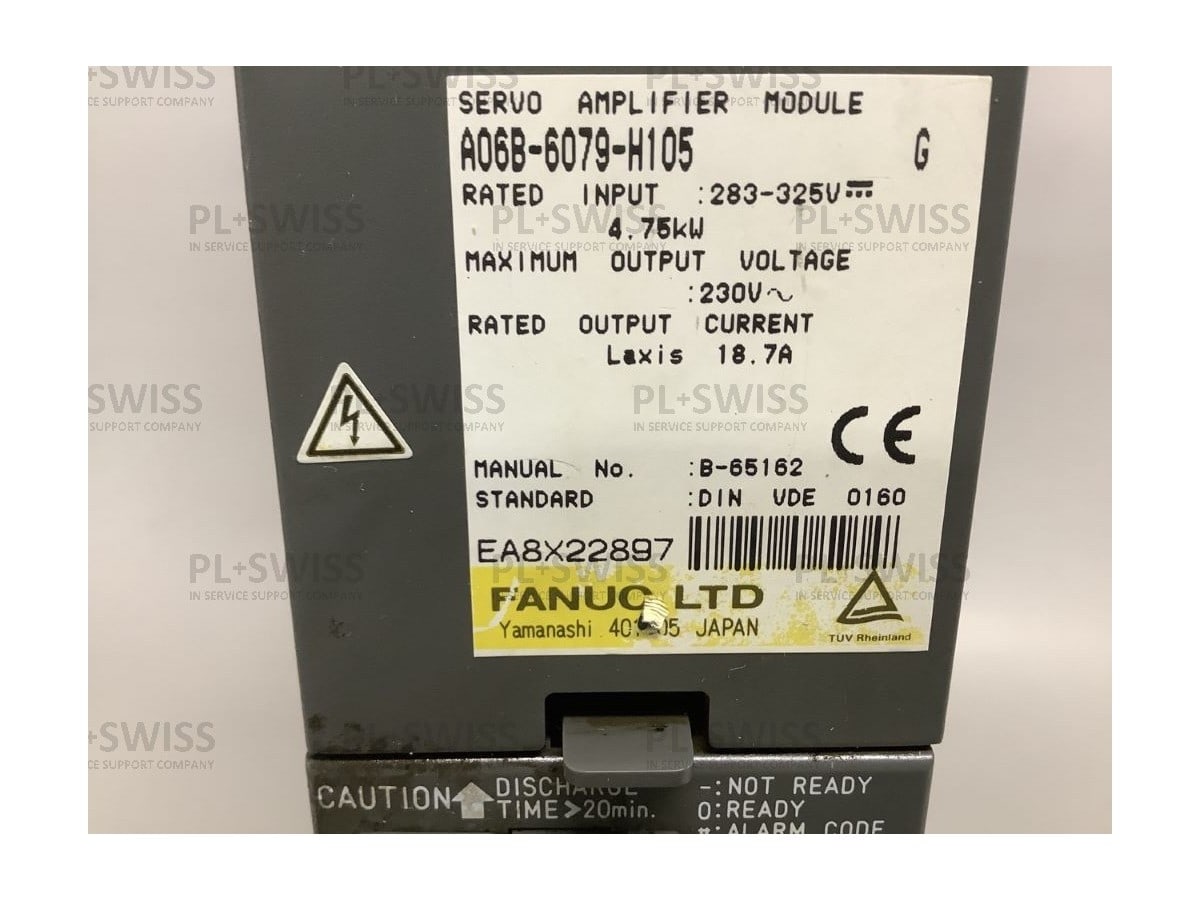 SERVO AMPLIFIER MODULE
A06B-6079-H105 G
RATED INPUT :283-325V⎓
4.75kW
MAXIMUM OUTPUT VOLTAGE
:230V~
RATED OUTPUT CURRENT
Laxis 18.7A
CE
MANUAL No. :B-65162
STANDARD :DIN VDE 0160
EA8X22897
FANUC LTD
Yamanashi JAPAN
TUV Rheinland
CAUTION DISCHARGE
TIME>20min.
-:NOT READY
0:READY
#:ALARM CODE
PL+SWISS
IN SERVICE SUPPORT COMPANY